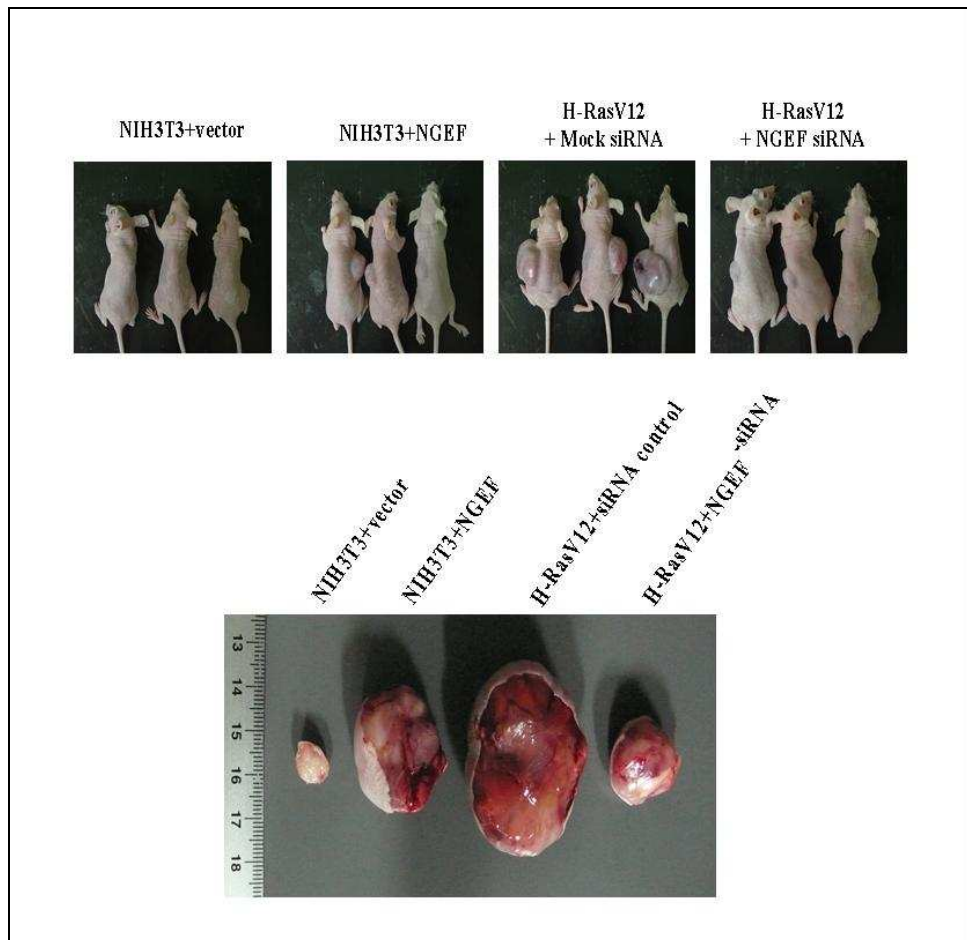 NIH3T3+vector
NIH3T3+NGEF
H-RasV12
+ Mock siRNA
H-RasV12
+ NGEF siRNA
NIH3T3+vector
NIH3T3+NGEF
H-RasV12+siRNA control
H-RasV12+NGEF -siRNA
13
14
15
16
17
18